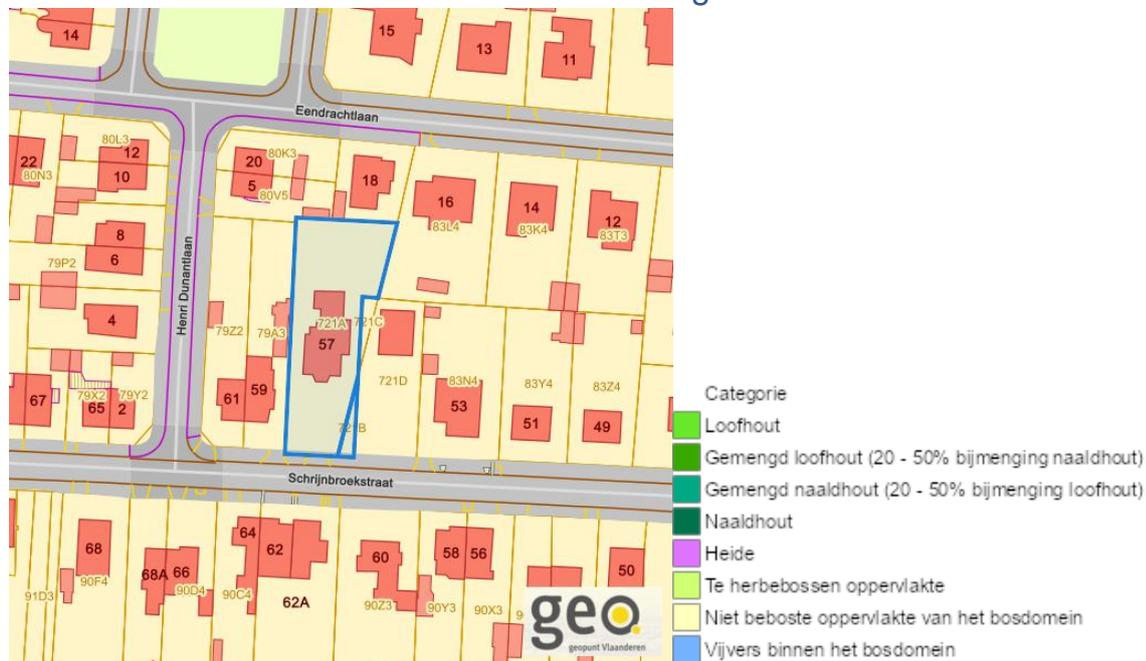 g
14
15
13
11
Eendrachtlaan
80L3
12
10
22
80N3
20
80K3
5
80V5
18
16
83L4
14
83K4
12
83T3
8
6
79P2
Henri Dunantlaan
4
79Z2
79A3
721A
721C
57
721D
83N4
83Y4
83Z4
67
79X2
65
79Y2
2
61
59
53
51
49
Schrijnbroekstraat
68
90F4
91D3
68A
66
90D4
64
62
90C4
62A
60
90Z3
58
56
90Y3
90X3
50
geo
geopunt Vlaanderen
Categorie
Loofhout
Gemengd loofhout (20 - 50% bijmenging naaldhout)
Gemengd naaldhout (20 - 50% bijmenging loofhout)
Naaldhout
Heide
Te herbebossen oppervlakte
Niet beboste oppervlakte van het bosdomein
Vijvers binnen het bosdomein